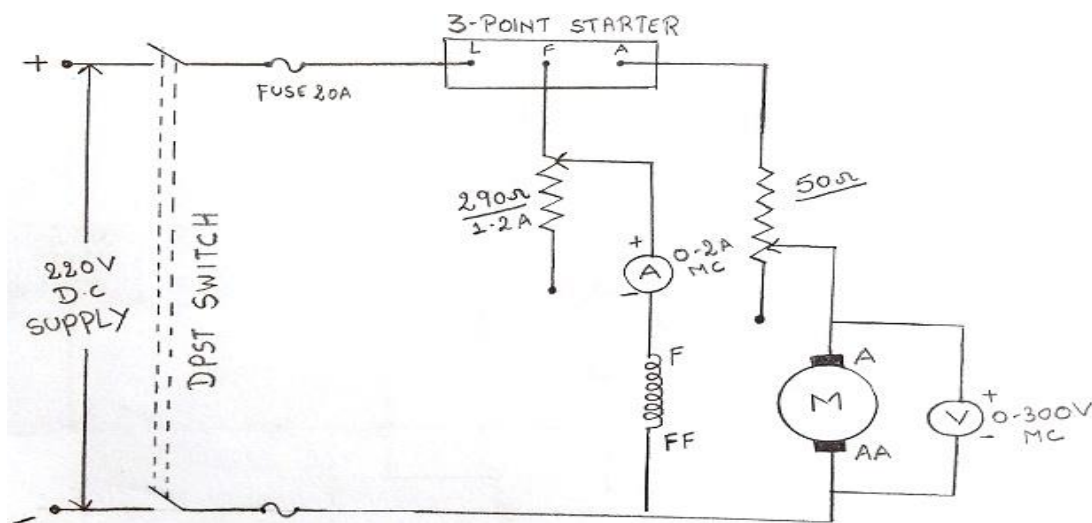 3-POINT STARTER
L F A
+
FUSE 20A
220V
D.C
SUPPLY
DPST SWITCH
290Ω
1.2A
50Ω
+
A
-
0-2A
MC
F
FF
A
M
AA
+
V
-
0-300V
MC
-